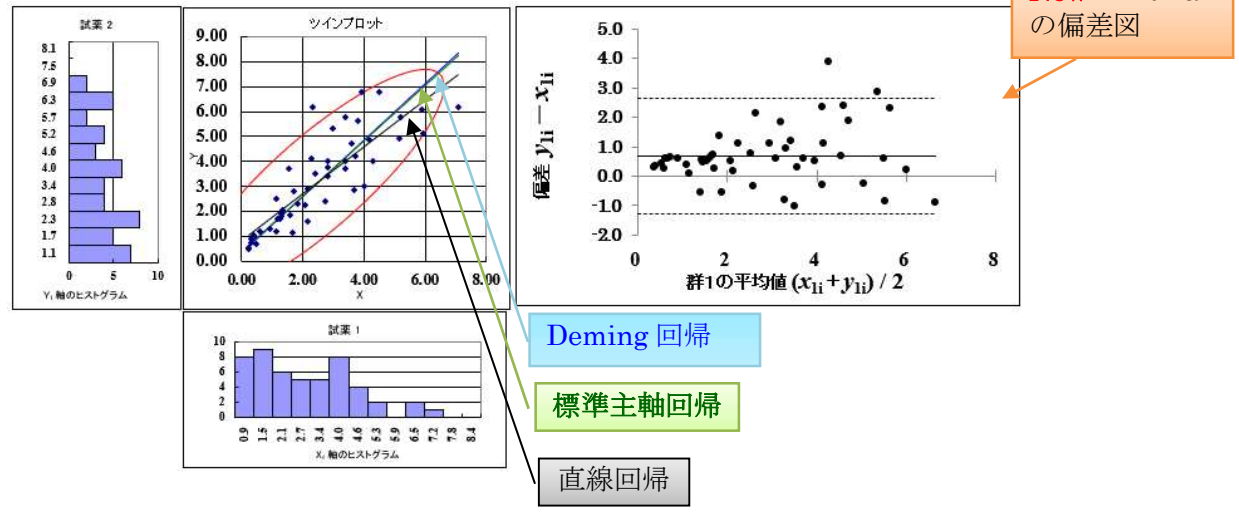 試薬 2
8.1
7.5
6.9
6.3
5.7
5.2
4.6
4.0
3.4
2.8
2.3
1.7
1.1
0 5 10
Y, 軸のヒストグラム
ツインプロット
9.00
8.00
7.00
6.00
5.00
4.00
3.00
2.00
1.00
0.00
Y
0.00 2.00 4.00 6.00 8.00
X
の偏差図
5.0
4.0
3.0
2.0
1.0
0.0
-1.0
-2.0
偏差 y1i－x1i
0 2 4 6 8
群1の平均値 (x1i+y1i) / 2
試薬 1
10
8
6
4
2
0
0.9 1.5 2.1 2.7 3.4 4.0 4.6 5.3 5.9 6.5 7.2 7.8 8.4
X, 軸のヒストグラム
Deming 回帰
標準主軸回帰
直線回帰